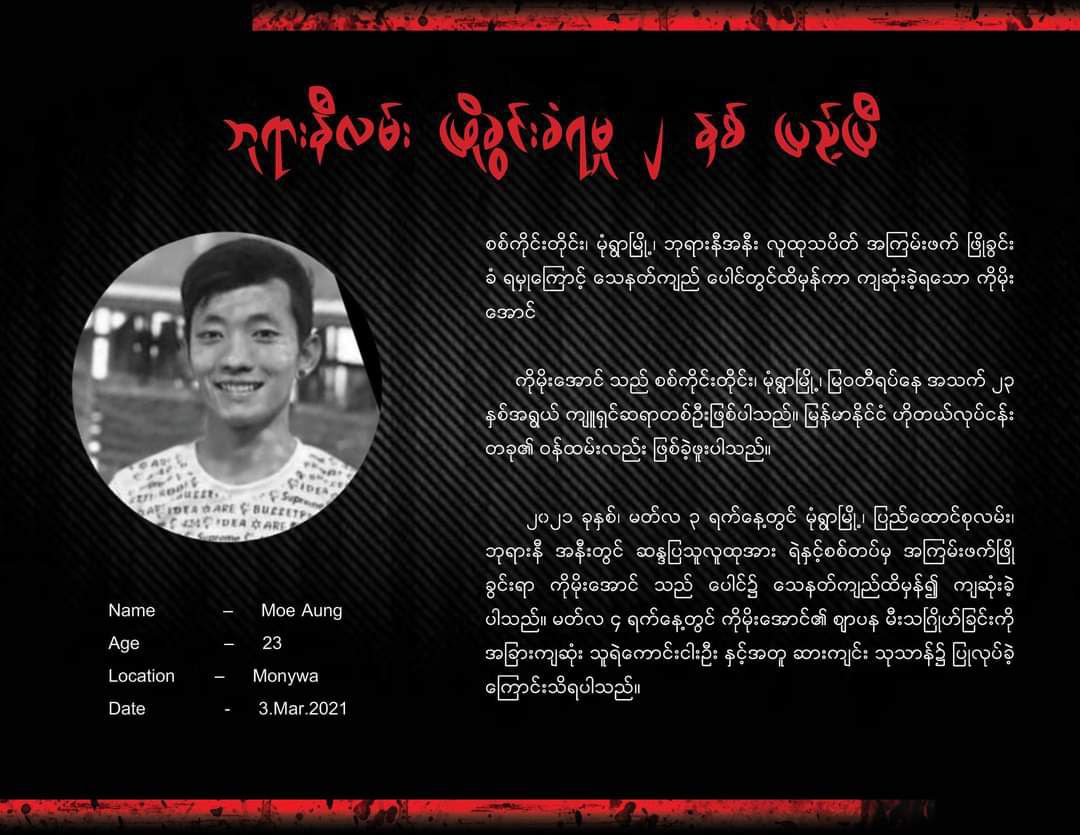 ဘုရားနီလမ်း ဖြိုခွင်းခံရမှု ၂ နှစ် ပြည့်ပြီ
စစ်ကိုင်းတိုင်း၊ မုံရွာမြို့၊ ဘုရားနီအနီး လူထုသပိတ် အကြမ်းဖက် ဖြိုခွင်း
ခံ ရမှုကြောင့် သေနတ်ကျည် ပေါင်တွင်ထိမှန်ကာ ကျဆုံးခဲ့ရသော ကိုမိုး
အောင်
ကိုမိုးအောင် သည် စစ်ကိုင်းတိုင်း၊ မုံရွာမြို့၊ မြဝတီရပ်နေ အသက် ၂၃
နှစ်အရွယ် ကျူရှင်ဆရာတစ်ဦးဖြစ်ပါသည်။ မြန်မာနိုင်ငံ ဟိုတယ်လုပ်ငန်း
တခု၏ ဝန်ထမ်းလည်း ဖြစ်ခဲ့ဖူးပါသည်။
၂၀၂၁ ခုနှစ်၊ မတ်လ ၃ ရက်နေ့တွင် မုံရွာမြို့၊ ပြည်ထောင်စုလမ်း၊
ဘုရားနီ အနီးတွင် ဆန္ဒပြသူလူထုအား ရဲနှင့်စစ်တပ်မှ အကြမ်းဖက်ဖြို
ခွင်းရာ ကိုမိုးအောင် သည် ပေါင်၌ သေနတ်ကျည်ထိမှန်၍ ကျဆုံးခဲ့
ပါသည်။ မတ်လ ၄ ရက်နေ့တွင် ကိုမိုးအောင်၏ ဈာပန မီးသဂြိုဟ်ခြင်းကို
အခြားကျဆုံး သူရဲကောင်းငါးဦး နှင့်အတူ ဆားကျင်း သုသာန်၌ ပြုလုပ်ခဲ့
ကြောင်းသိရပါသည်။
Name – Moe Aung
Age – 23
Location – Monywa
Date - 3.Mar.2021